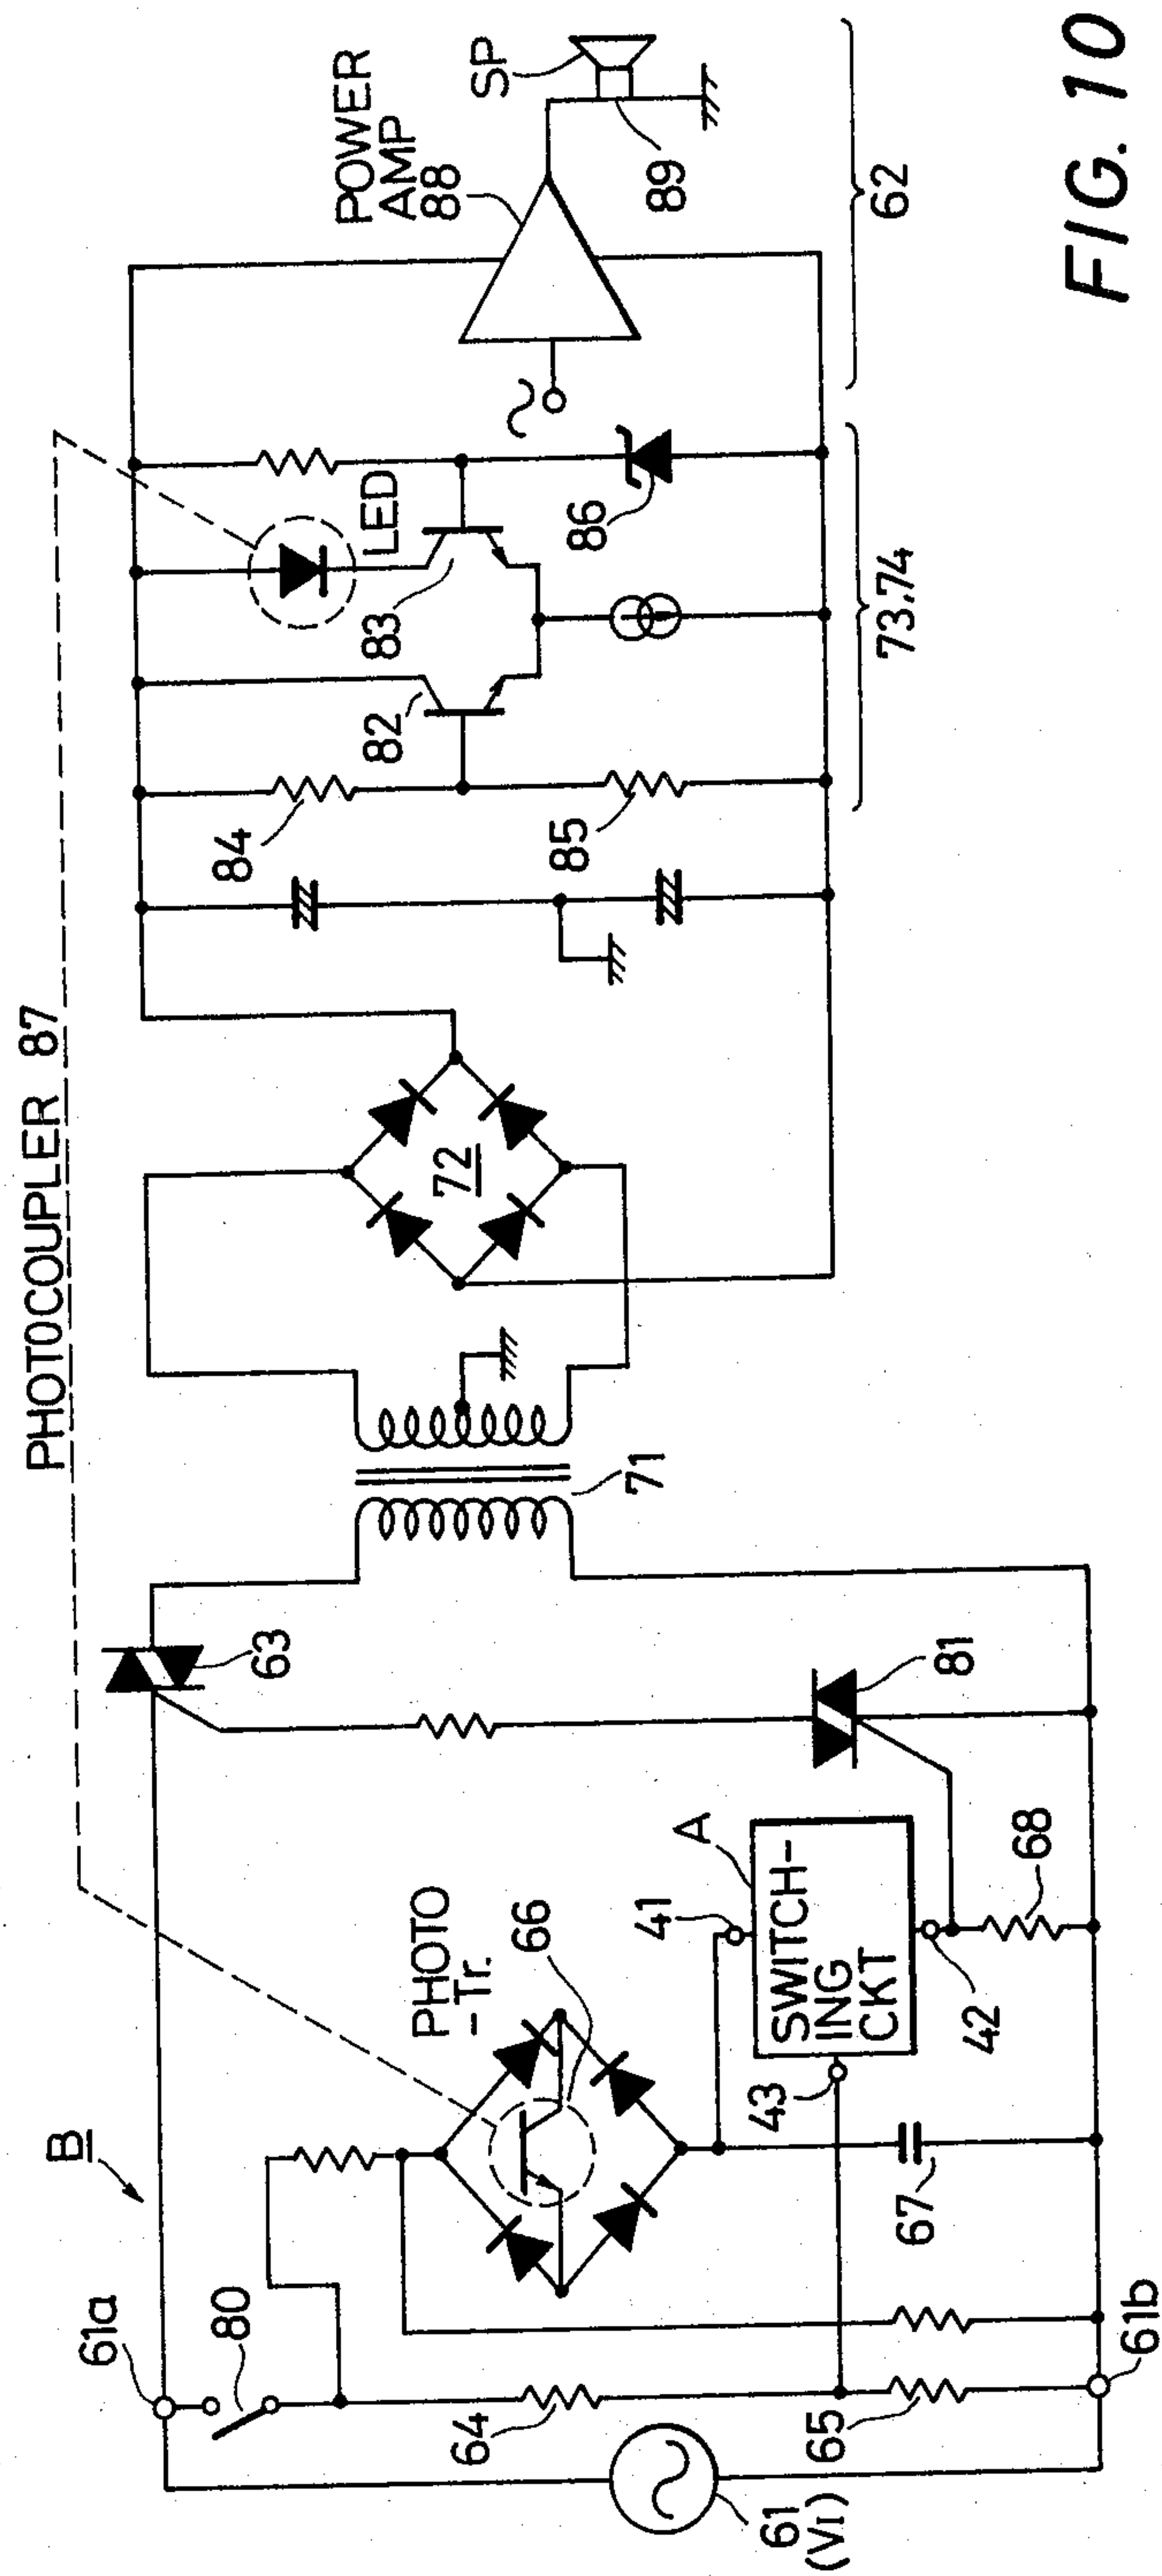 PHOTOCOUPLER 87
B
61a
80
64
65
61
(VI)
61b
PHOTO
-Tr.
66
67
43
41
A
SWITCH-
ING
CKT
42
68
81
63
71
72
84
85
82
83
LED
86
73,74
POWER
AMP
88
SP
89
62
FIG. 10